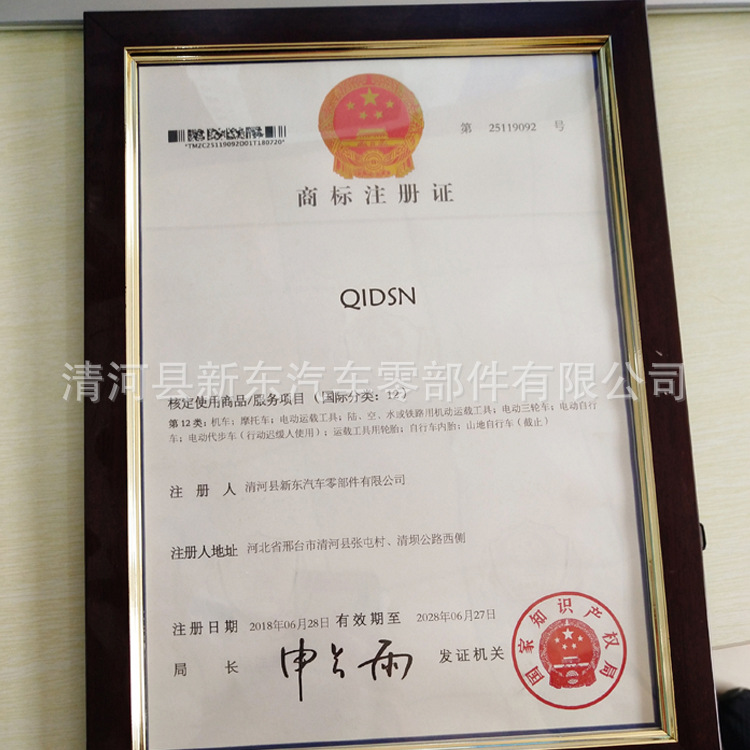 第 25119092 号
*TMZC25119092D01T180720*
商标注册证
QIDSN
清河县新东汽车零部件有限公司
核定使用商品/服务项目（国际分类：12）
第12类：机车；摩托车；电动运载工具；陆、空、水或铁路用机动运载工具；电动三轮车；电动自行
车；电动代步车（行动迟缓人使用）；运载工具用轮胎；自行车内胎；山地自行车（截止）
注册人 清河县新东汽车零部件有限公司
注册人地址 河北省邢台市清河县张屯村、清坝公路西侧
注册日期 2018年06月28日 有效期至 2028年06月27日
局长 申长雨 发证机关
国家知识产权局